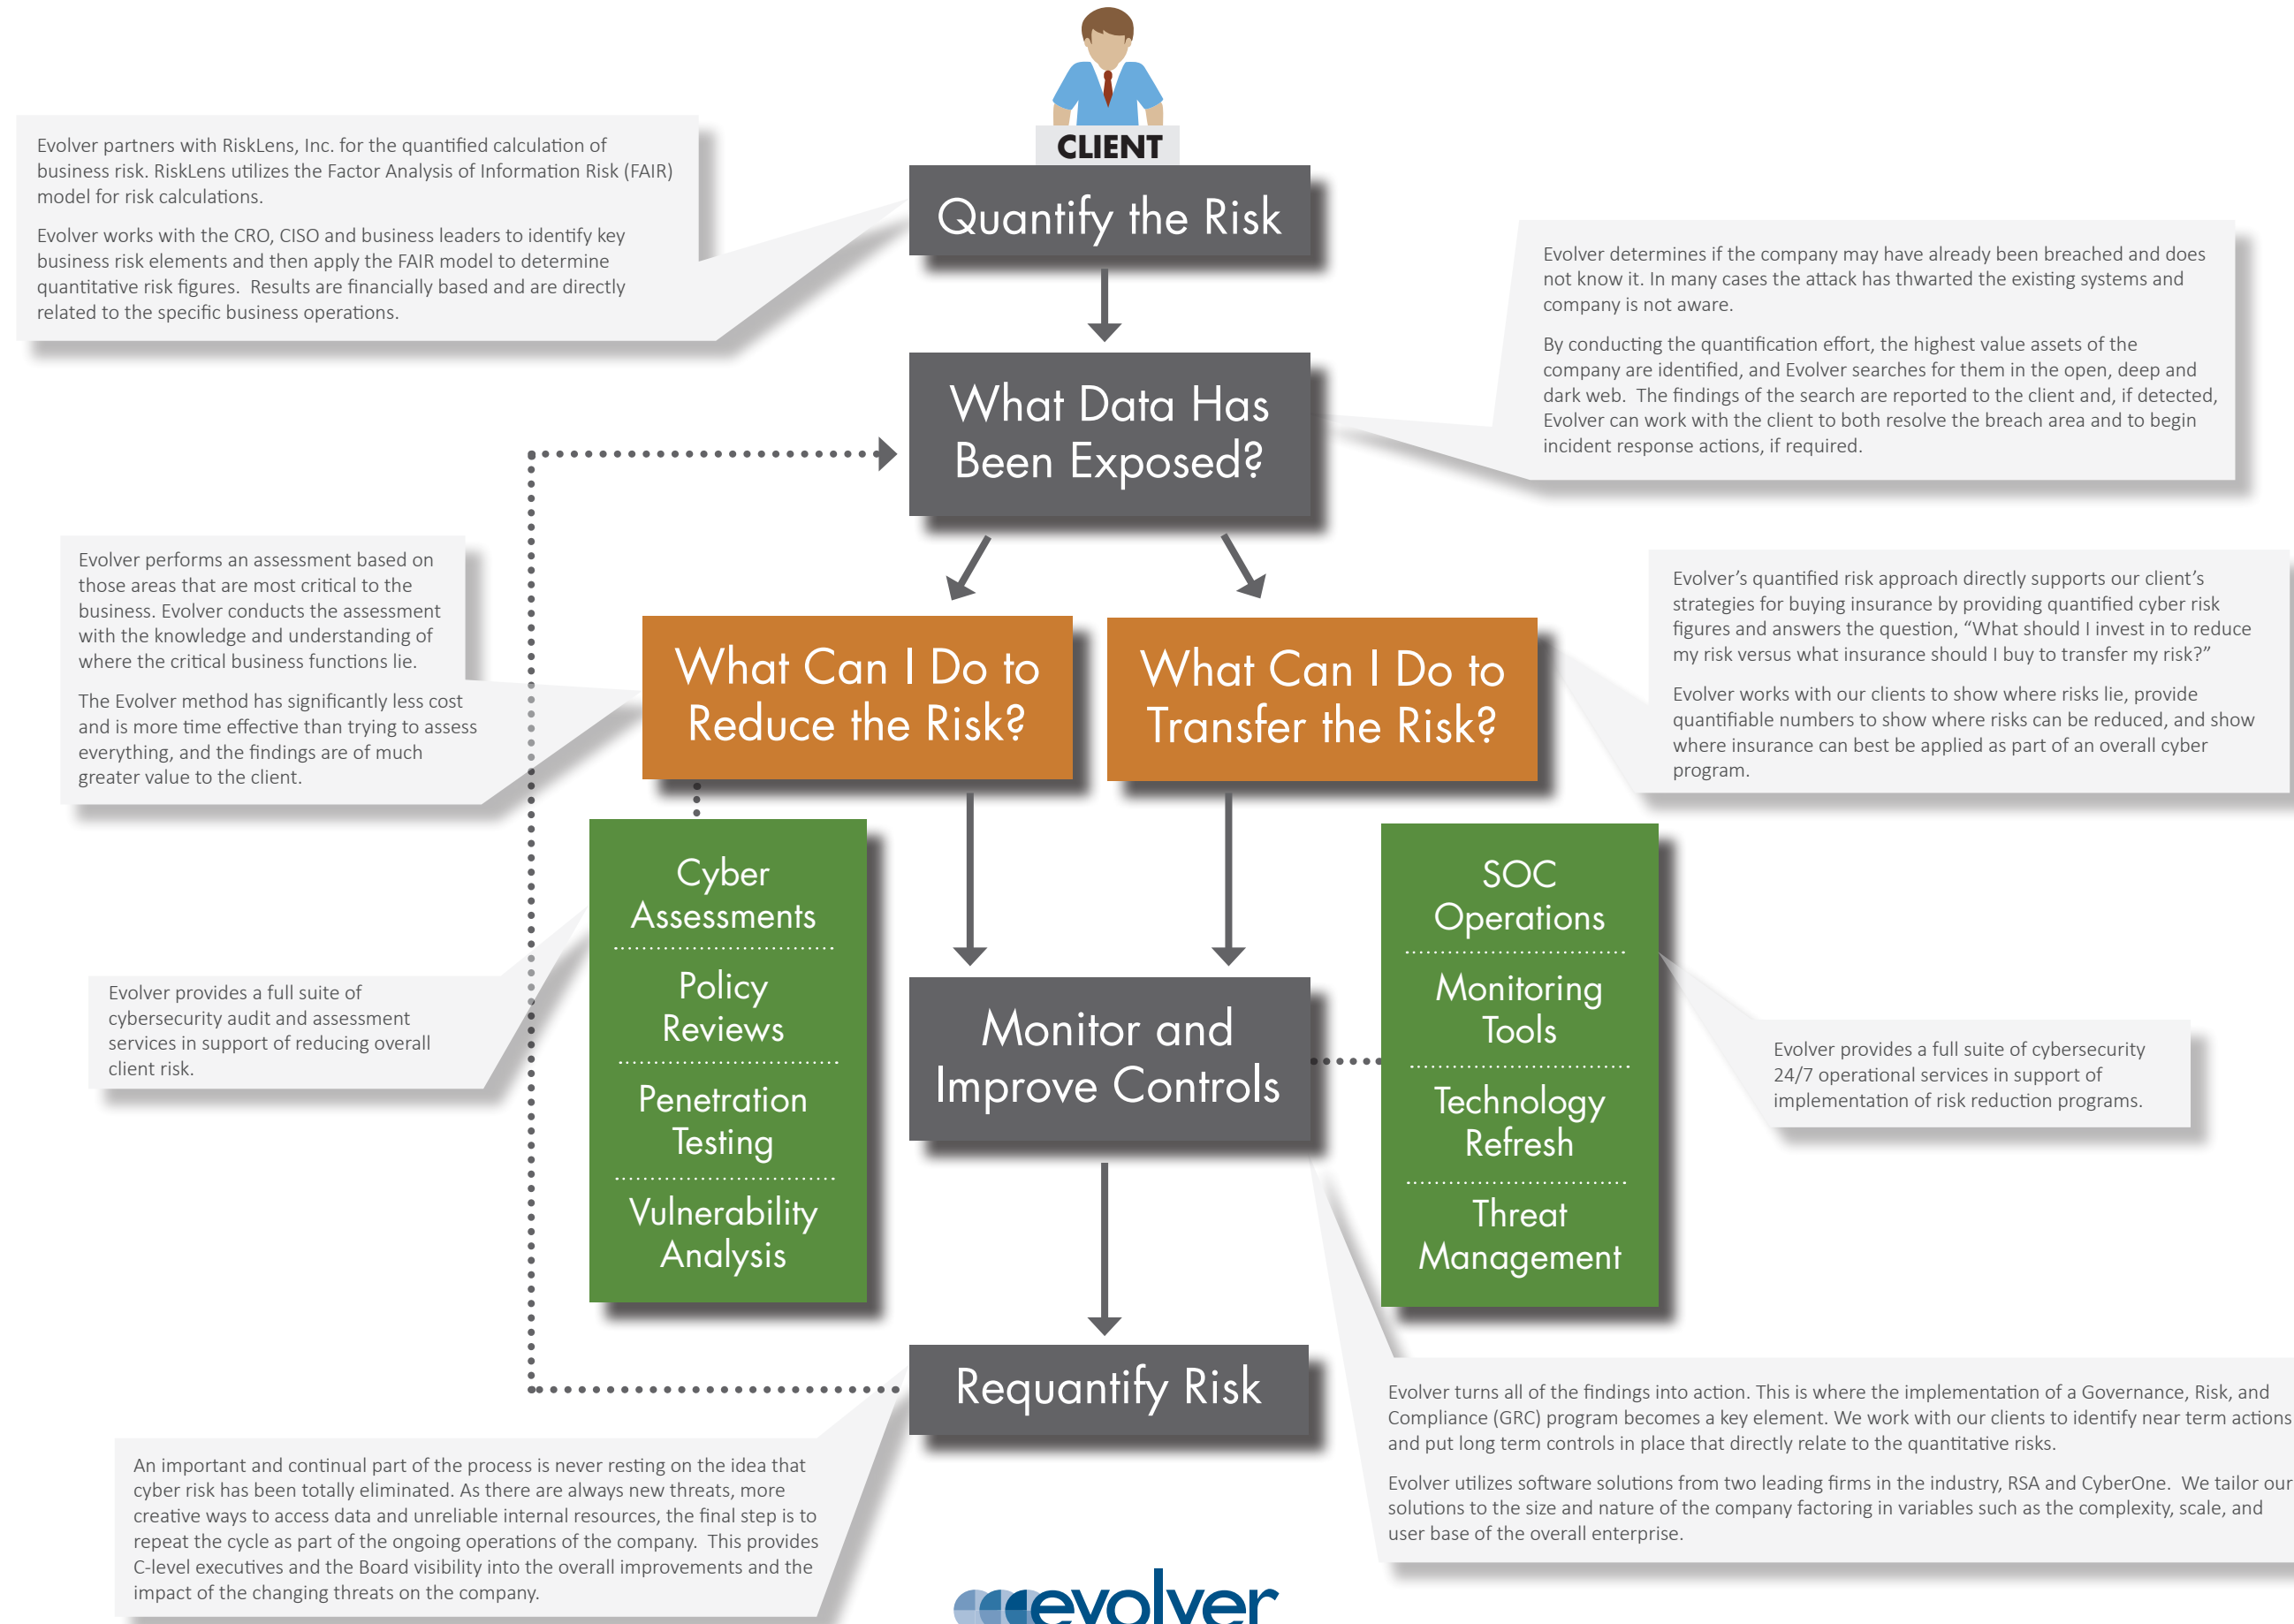 CLIENT
Quantify the Risk
Evolver partners with RiskLens, Inc. for the quantified calculation of
business risk. RiskLens utilizes the Factor Analysis of Information Risk (FAIR)
model for risk calculations.
Evolver works with the CRO, CISO and business leaders to identify key
business risk elements and then apply the FAIR model to determine
quantitative risk figures.  Results are financially based and are directly
related to the specific business operations.
What Data Has
Been Exposed?
Evolver determines if the company may have already been breached and does
not know it. In many cases the attack has thwarted the existing systems and
company is not aware.
By conducting the quantification effort, the highest value assets of the
company are identified, and Evolver searches for them in the open, deep and
dark web.  The findings of the search are reported to the client and, if detected,
Evolver can work with the client to both resolve the breach area and to begin
incident response actions, if required.
Evolver performs an assessment based on
those areas that are most critical to the
business. Evolver conducts the assessment
with the knowledge and understanding of
where the critical business functions lie.
The Evolver method has significantly less cost
and is more time effective than trying to assess
everything, and the findings are of much
greater value to the client.
What Can I Do to
Reduce the Risk?
What Can I Do to
Transfer the Risk?
Evolver’s quantified risk approach directly supports our client’s
strategies for buying insurance by providing quantified cyber risk
figures and answers the question, “What should I invest in to reduce
my risk versus what insurance should I buy to transfer my risk?”
Evolver works with our clients to show where risks lie, provide
quantifiable numbers to show where risks can be reduced, and show
where insurance can best be applied as part of an overall cyber
program.
Evolver provides a full suite of
cybersecurity audit and assessment
services in support of reducing overall
client risk.
Cyber
Assessments
Policy
Reviews
Penetration
Testing
Vulnerability
Analysis
Monitor and
Improve Controls
SOC
Operations
Monitoring
Tools
Technology
Refresh
Threat
Management
Evolver provides a full suite of cybersecurity
24/7 operational services in support of
implementation of risk reduction programs.
Requantify Risk
Evolver turns all of the findings into action. This is where the implementation of a Governance, Risk, and
Compliance (GRC) program becomes a key element. We work with our clients to identify near term actions
and put long term controls in place that directly relate to the quantitative risks.
Evolver utilizes software solutions from two leading firms in the industry, RSA and CyberOne.  We tailor our
solutions to the size and nature of the company factoring in variables such as the complexity, scale, and
user base of the overall enterprise.
An important and continual part of the process is never resting on the idea that
cyber risk has been totally eliminated. As there are always new threats, more
creative ways to access data and unreliable internal resources, the final step is to
repeat the cycle as part of the ongoing operations of the company.  This provides
C-level executives and the Board visibility into the overall improvements and the
impact of the changing threats on the company.
evolver